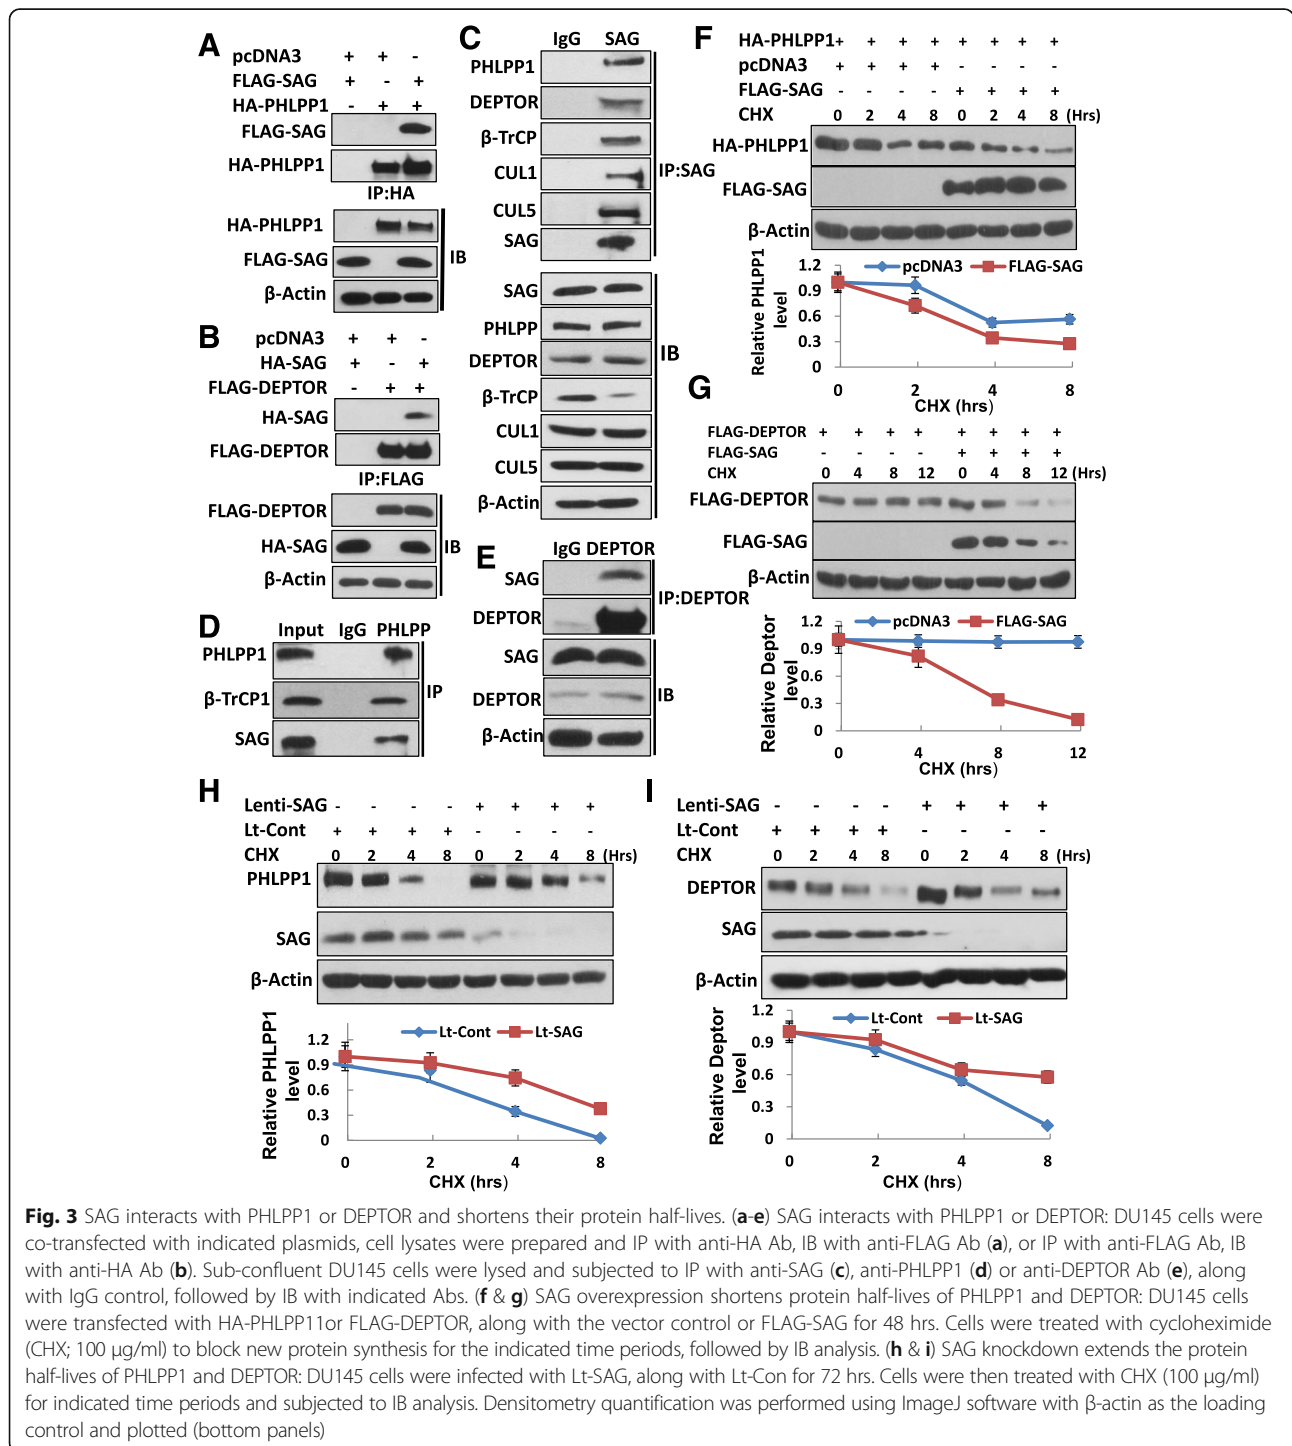 A
pcDNA3 + + -
FLAG-SAG + - +
HA-PHLPP1 - + +
FLAG-SAG
HA-PHLPP1
IP:HA
HA-PHLPP1
FLAG-SAG
β-Actin
IB
B
pcDNA3 + + -
HA-SAG + - +
FLAG-DEPTOR - + +
HA-SAG
FLAG-DEPTOR
IP:FLAG
FLAG-DEPTOR
HA-SAG
β-Actin
IB
C
IgG SAG
PHLPP1
DEPTOR
β-TrCP
CUL1
CUL5
SAG
IP:SAG
SAG
PHLPP
DEPTOR
β-TrCP
CUL1
CUL5
β-Actin
IB
D
Input IgG PHLPP
PHLPP1
β-TrCP1
SAG
IP
E
IgG DEPTOR
SAG
DEPTOR
IP:DEPTOR
SAG
DEPTOR
β-Actin
IB
F
HA-PHLPP1 + + + + + + + +
pcDNA3 + + + + - - - -
FLAG-SAG - - - - + + + +
CHX 0 2 4 8 0 2 4 8 (Hrs)
HA-PHLPP1
FLAG-SAG
β-Actin
Relative PHLPP1 level
1.2
0.9
0.6
0.3
0
pcDNA3 FLAG-SAG
0 2 4 8
CHX (hrs)
G
FLAG-DEPTOR + + + + + + + +
FLAG-SAG - - - - + + + +
CHX 0 4 8 12 0 4 8 12 (Hrs)
FLAG-DEPTOR
FLAG-SAG
β-Actin
Relative Deptor level
1.2
0.9
0.6
0.3
0
pcDNA3 FLAG-SAG
0 4 8 12
CHX (hrs)
H
Lenti-SAG - - - - + + + +
Lt-Cont + + + + - - - -
CHX 0 2 4 8 0 2 4 8 (Hrs)
PHLPP1
SAG
β-Actin
Relative PHLPP1 level
1.2
0.9
0.6
0.3
0
Lt-Cont Lt-SAG
0 2 4 8
CHX (hrs)
I
Lenti-SAG - - - - + + + +
Lt-Cont + + + + - - - -
CHX 0 2 4 8 0 2 4 8 (Hrs)
DEPTOR
SAG
β-Actin
Relative Deptor level
1.2
0.9
0.6
0.3
0
Lt-Cont Lt-SAG
0 2 4 8
CHX (hrs)
Fig. 3 SAG interacts with PHLPP1 or DEPTOR and shortens their protein half-lives. (a-e) SAG interacts with PHLPP1 or DEPTOR: DU145 cells were
co-transfected with indicated plasmids, cell lysates were prepared and IP with anti-HA Ab, IB with anti-FLAG Ab (a), or IP with anti-FLAG Ab, IB
with anti-HA Ab (b). Sub-confluent DU145 cells were lysed and subjected to IP with anti-SAG (c), anti-PHLPP1 (d) or anti-DEPTOR Ab (e), along
with IgG control, followed by IB with indicated Abs. (f & g) SAG overexpression shortens protein half-lives of PHLPP1 and DEPTOR: DU145 cells
were transfected with HA-PHLPP11or FLAG-DEPTOR, along with the vector control or FLAG-SAG for 48 hrs. Cells were treated with cycloheximide
(CHX; 100 μg/ml) to block new protein synthesis for the indicated time periods, followed by IB analysis. (h & i) SAG knockdown extends the protein
half-lives of PHLPP1 and DEPTOR: DU145 cells were infected with Lt-SAG, along with Lt-Con for 72 hrs. Cells were then treated with CHX (100 μg/ml)
for indicated time periods and subjected to IB analysis. Densitometry quantification was performed using ImageJ software with β-actin as the loading
control and plotted (bottom panels)